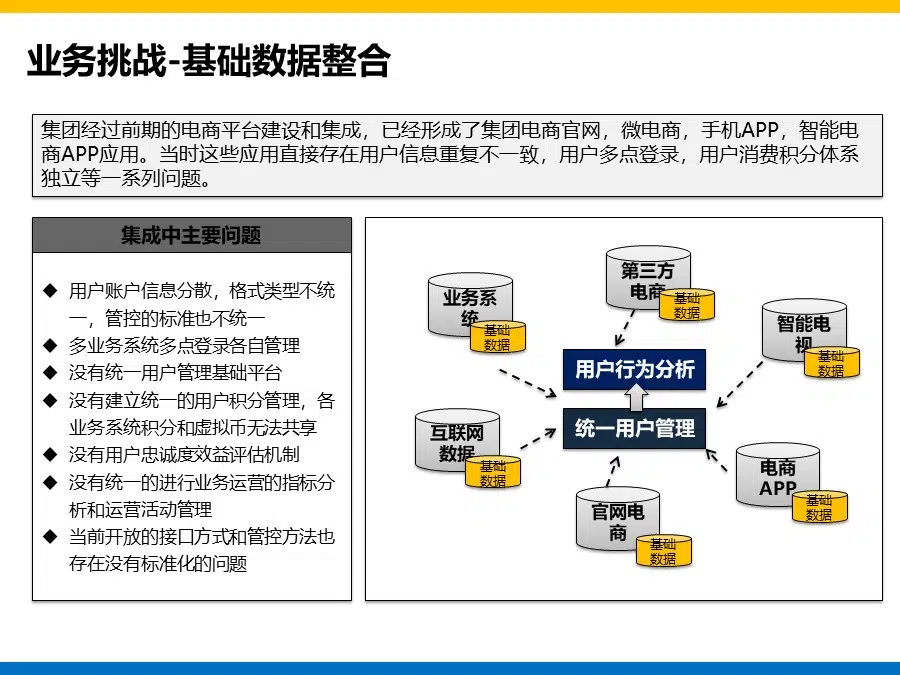 业务挑战-基础数据整合
集团经过前期的电商平台建设和集成，已经形成了集团电商官网，微电商，手机APP，智能电
商APP应用。当时这些应用直接存在用户信息重复不一致，用户多点登录，用户消费积分体系
独立等一系列问题。
集成中主要问题
◆ 用户账户信息分散，格式类型不统
一，管控的标准也不统一
◆ 多业务系统多点登录各自管理
◆ 没有统一用户管理基础平台
◆ 没有建立统一的用户积分管理，各
业务系统积分和虚拟币无法共享
◆ 没有用户忠诚度效益评估机制
◆ 没有统一的进行业务运营的指标分
析和运营活动管理
◆ 当前开放的接口方式和管控方法也
存在没有标准化的问题
第三方
电商
基础
数据
业务系
统
基础
数据
智能电
视
基础
数据
用户行为分析
统一用户管理
互联网
数据
基础
数据
电商
APP
基础
数据
官网电
商
基础
数据